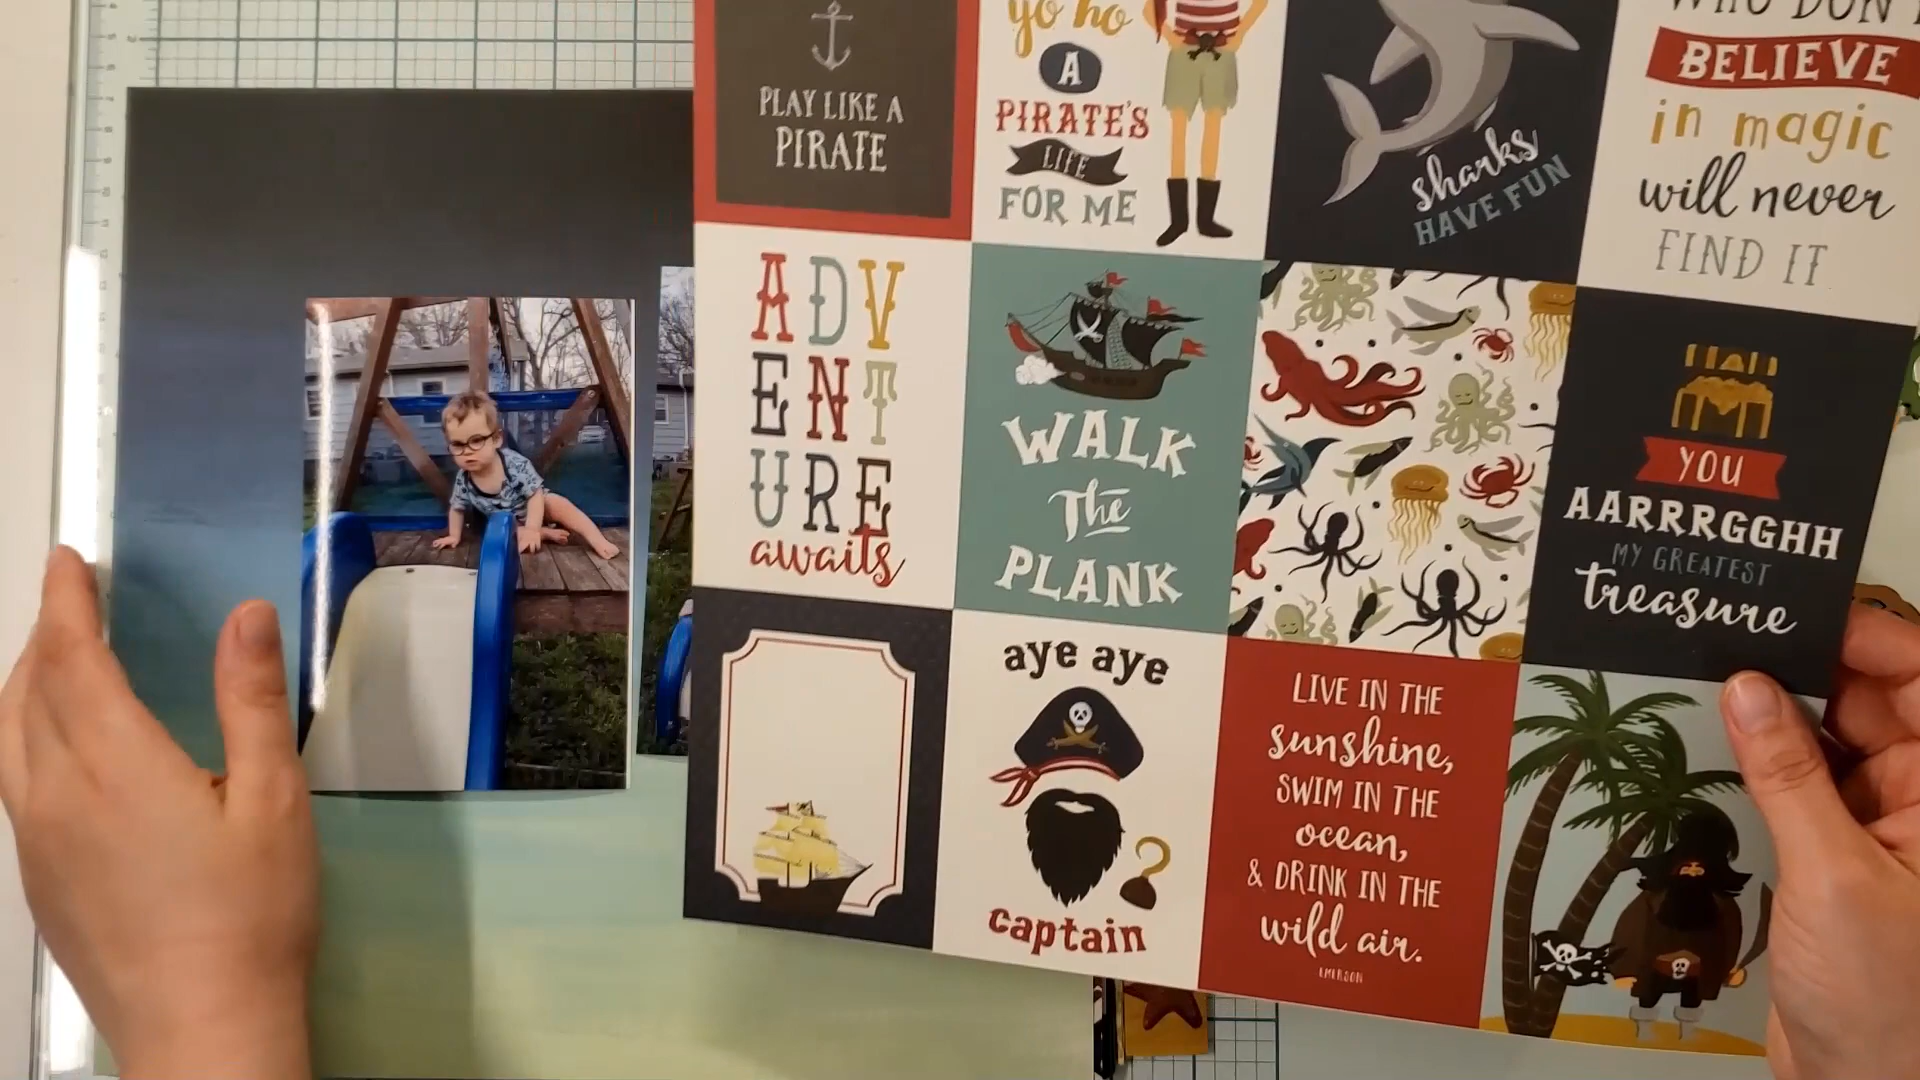 PLAY LIKE A
PIRATE
yo ho
A
PIRATE'S
LIFE
FOR ME
sharks
HAVE FUN
WHO DON'T
BELIEVE
in magic
will never
FIND IT
ADV
ENT
URE
awaits
WALK
The
PLANK
YOU
AARRRGGHH
MY GREATEST
treasure
aye aye
captain
LIVE IN THE
sunshine,
SWIM IN THE
ocean,
& DRINK IN THE
wild air.
EMERSON